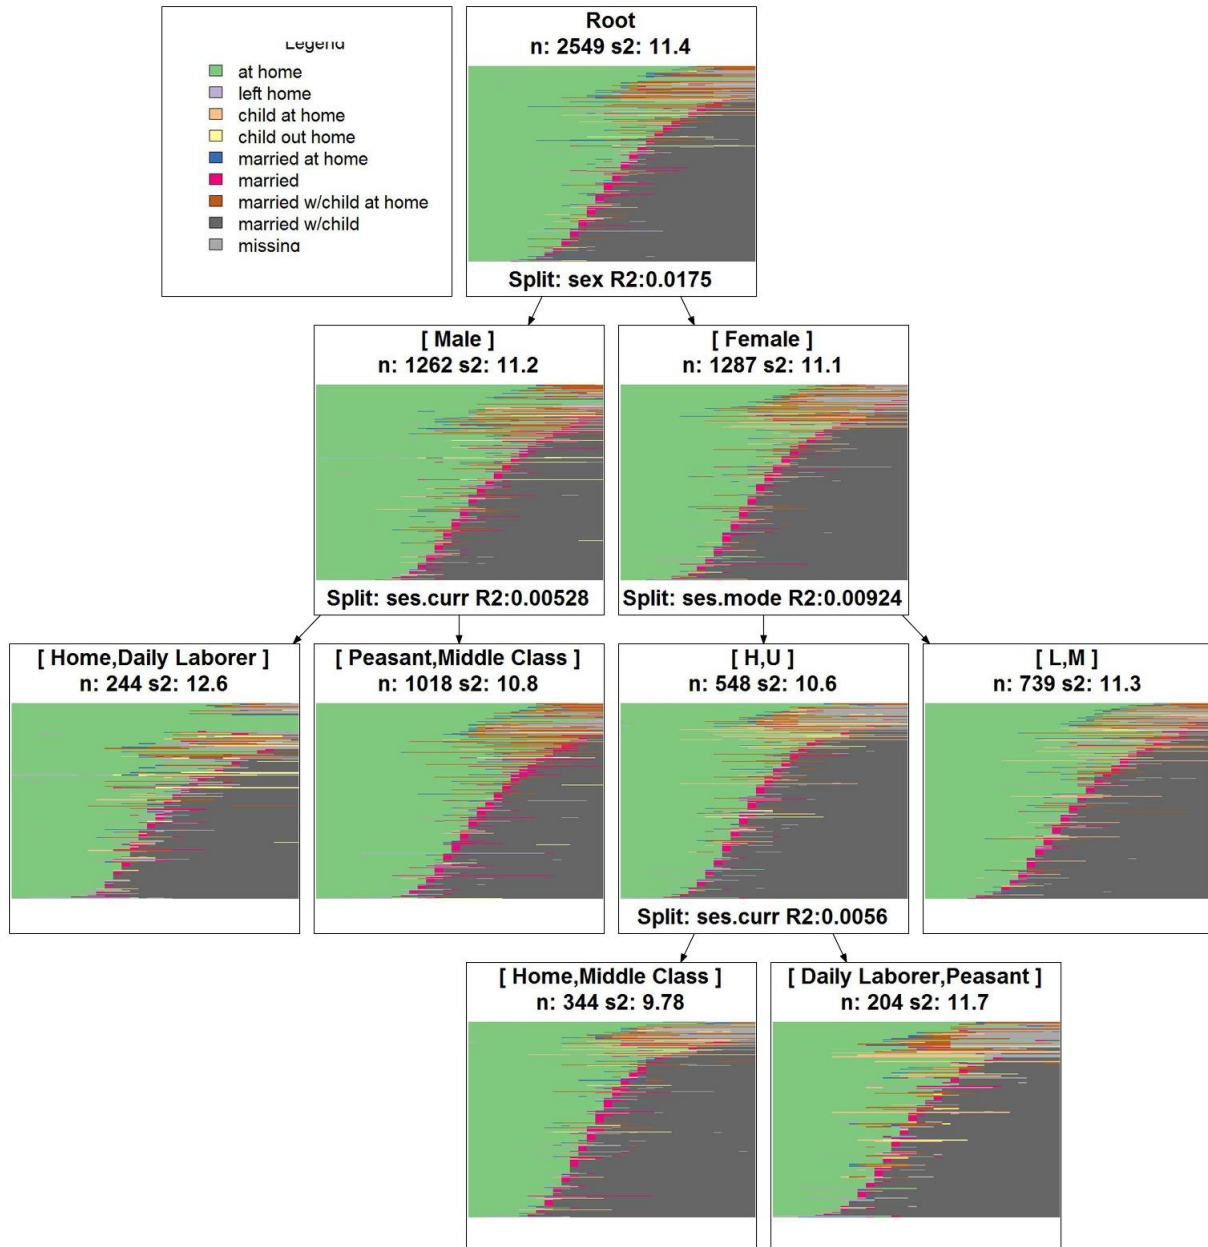 Legend
at home
left home
child at home
child out home
married at home
married
married w/child at home
married w/child
missing
Root
n: 2549 s2: 11.4
Split: sex R2:0.0175
[ Male ]
n: 1262 s2: 11.2
Split: ses.curr R2:0.00528
[ Female ]
n: 1287 s2: 11.1
Split: ses.mode R2:0.00924
[ Home,Daily Laborer ]
n: 244 s2: 12.6
[ Peasant,Middle Class ]
n: 1018 s2: 10.8
[ H,U ]
n: 548 s2: 10.6
Split: ses.curr R2:0.0056
[ L,M ]
n: 739 s2: 11.3
[ Home,Middle Class ]
n: 344 s2: 9.78
[ Daily Laborer,Peasant ]
n: 204 s2: 11.7